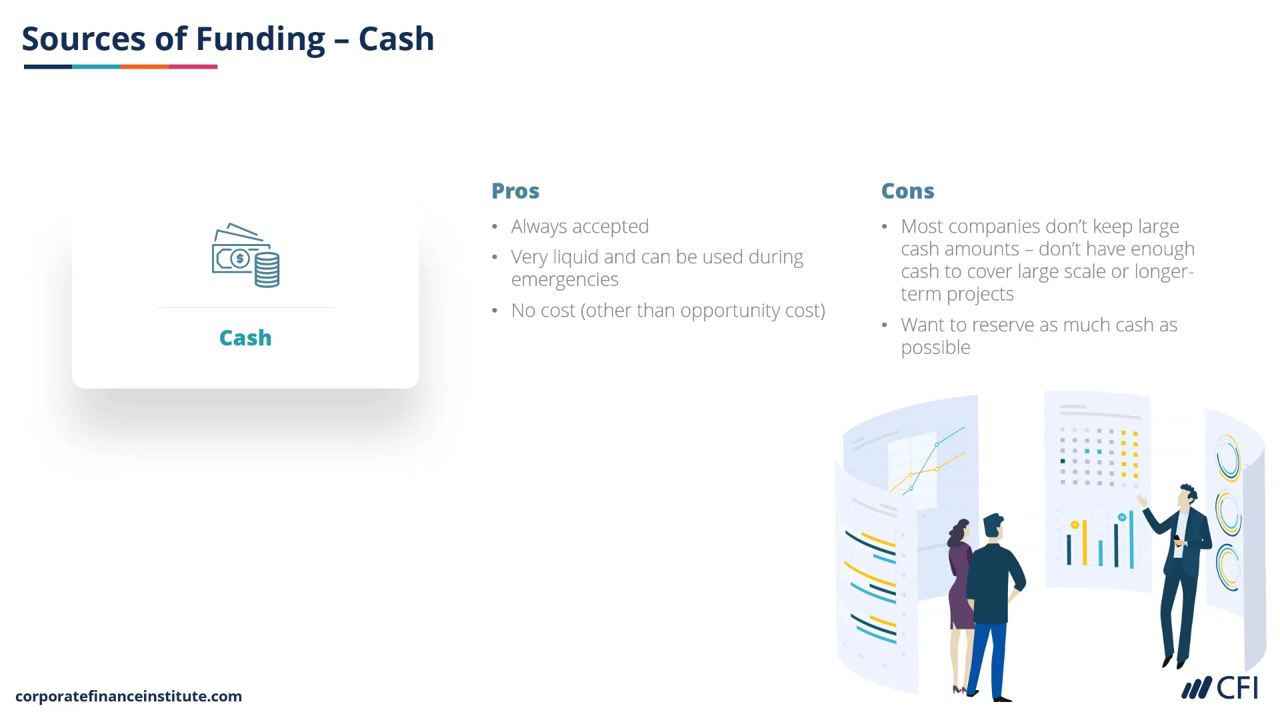 Sources of Funding – Cash
Cash
Pros
• Always accepted
• Very liquid and can be used during
emergencies
• No cost (other than opportunity cost)
Cons
• Most companies don’t keep large
cash amounts – don’t have enough
cash to cover large scale or longer-
term projects
• Want to reserve as much cash as
possible
corporatefinanceinstitute.com
CFI